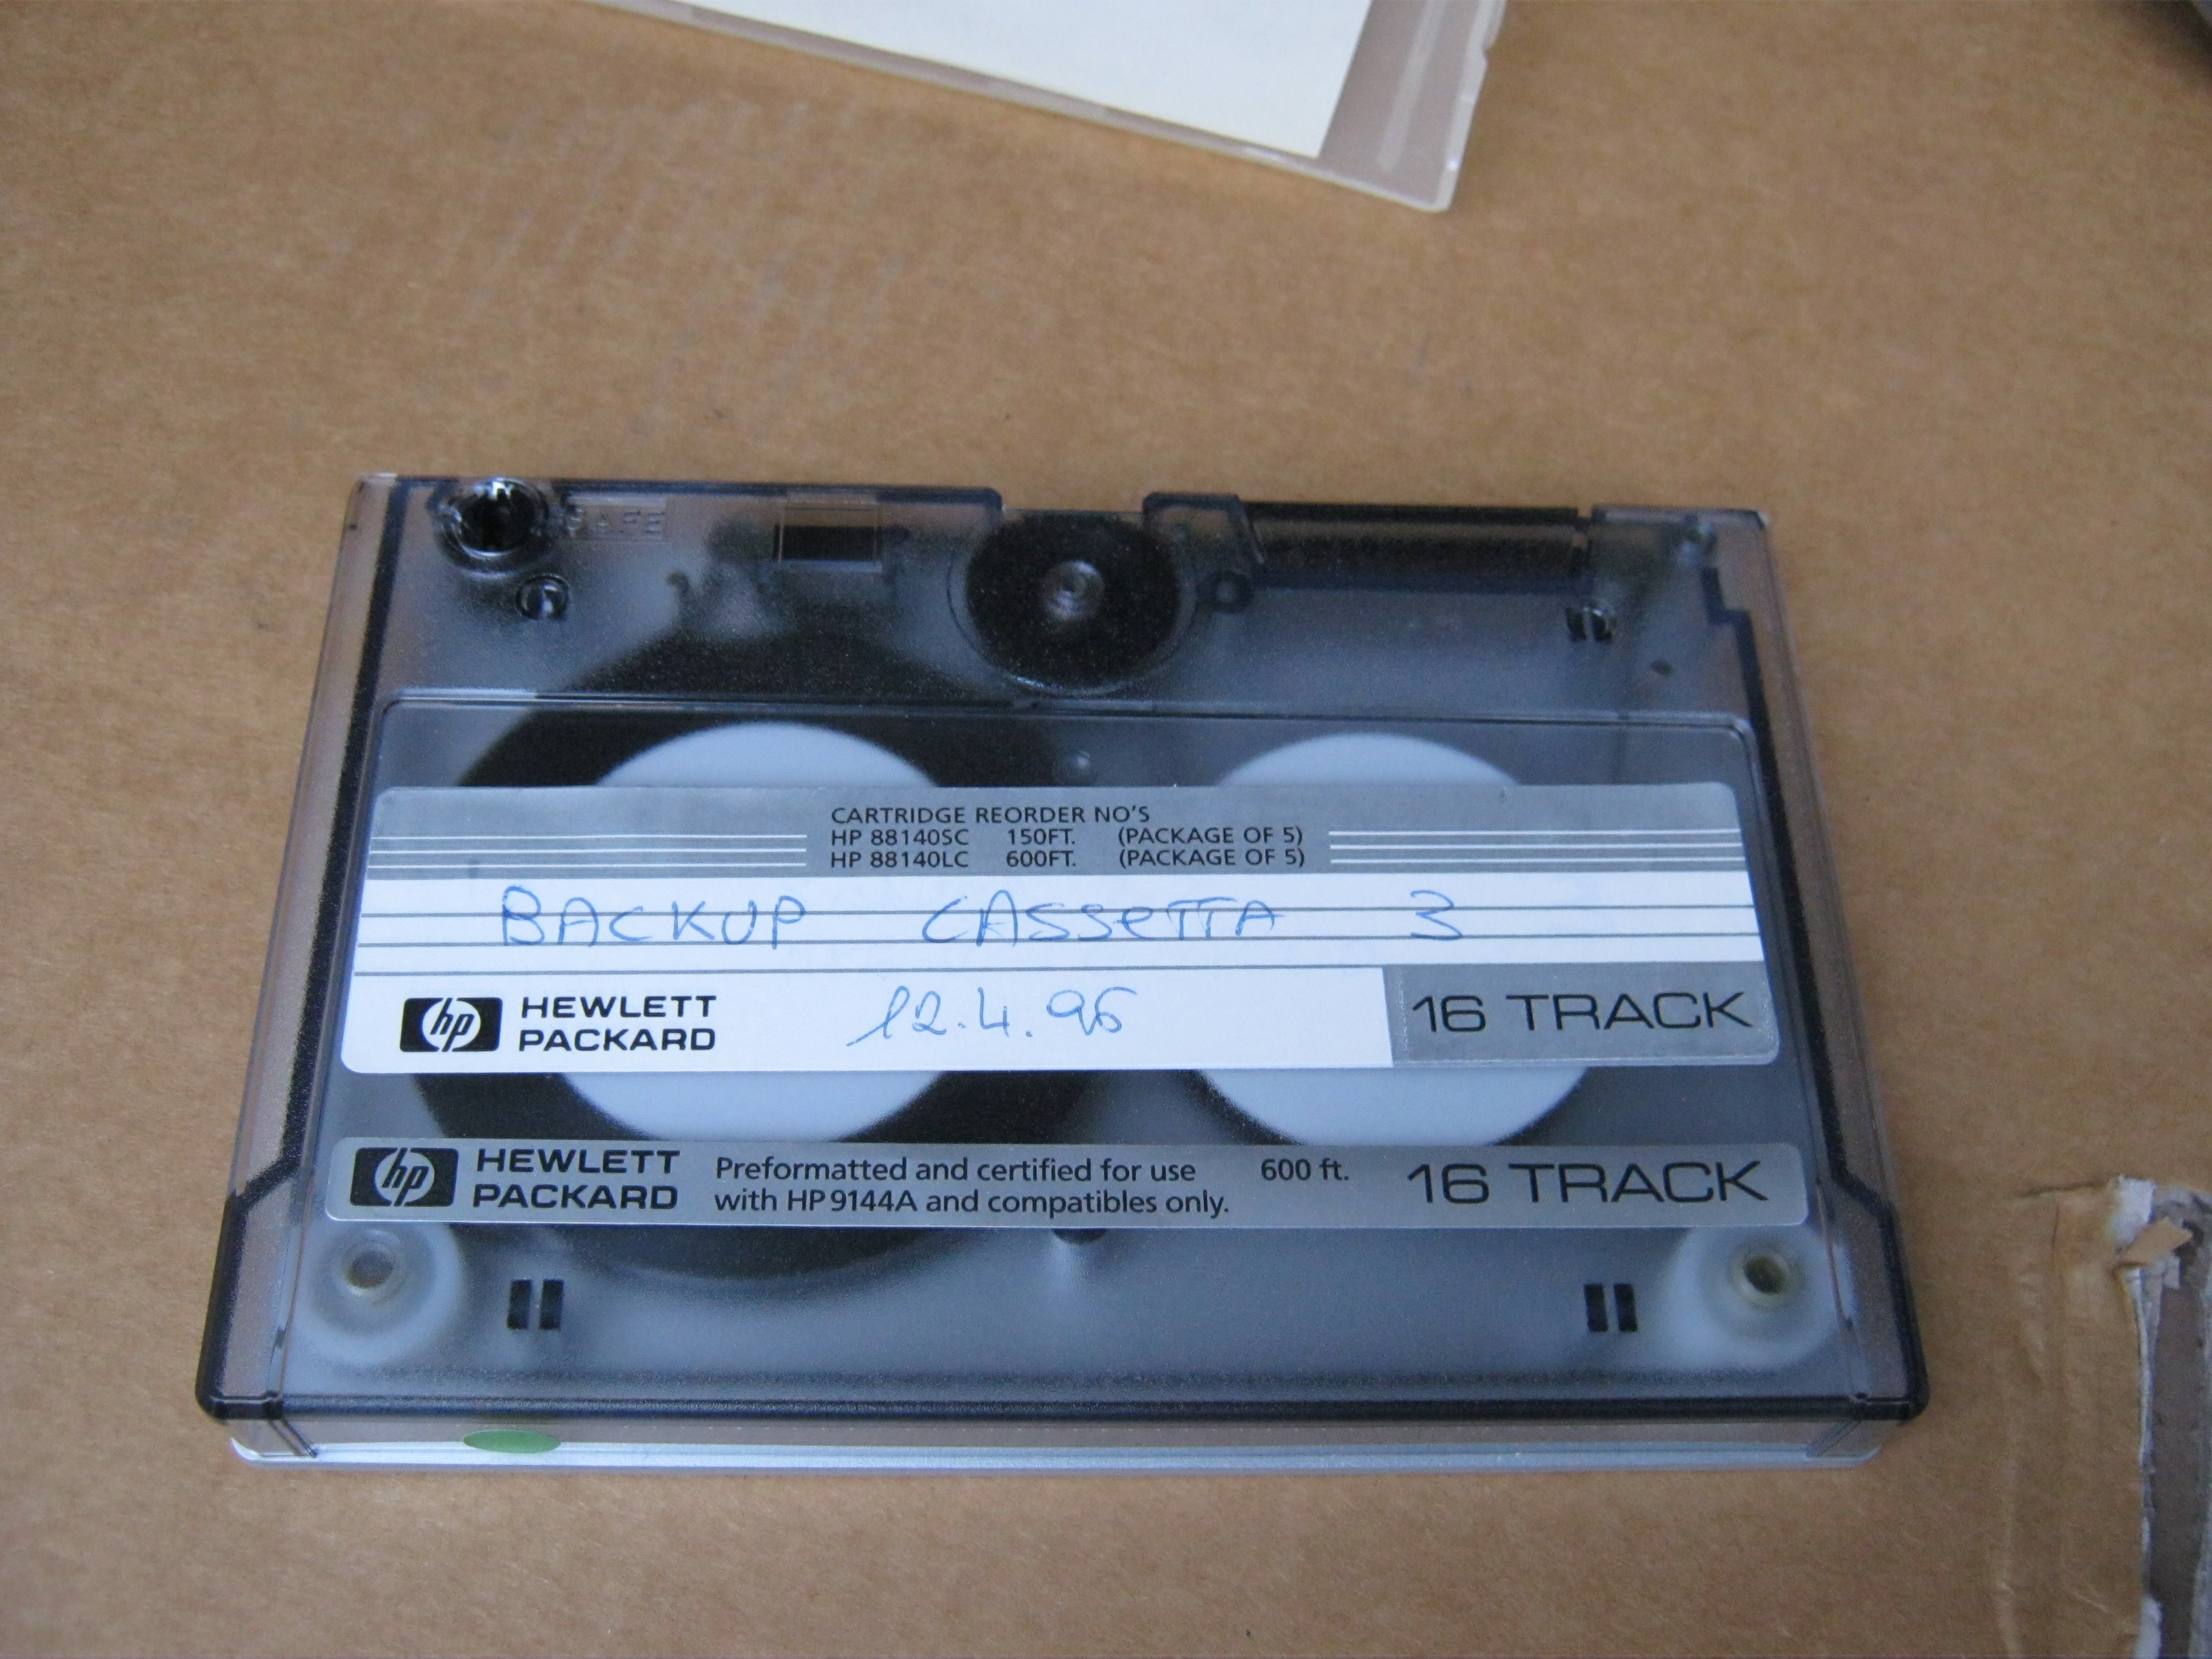 SAFE
CARTRIDGE REORDER NO'S
HP 88140SC 150FT. (PACKAGE OF 5)
HP 88140LC 600FT. (PACKAGE OF 5)
BACKUP CASSETTA 3
hp HEWLETT PACKARD
12.4.96
16 TRACK
hp HEWLETT PACKARD
Preformatted and certified for use 600 ft.
with HP 9144A and compatibles only.
16 TRACK